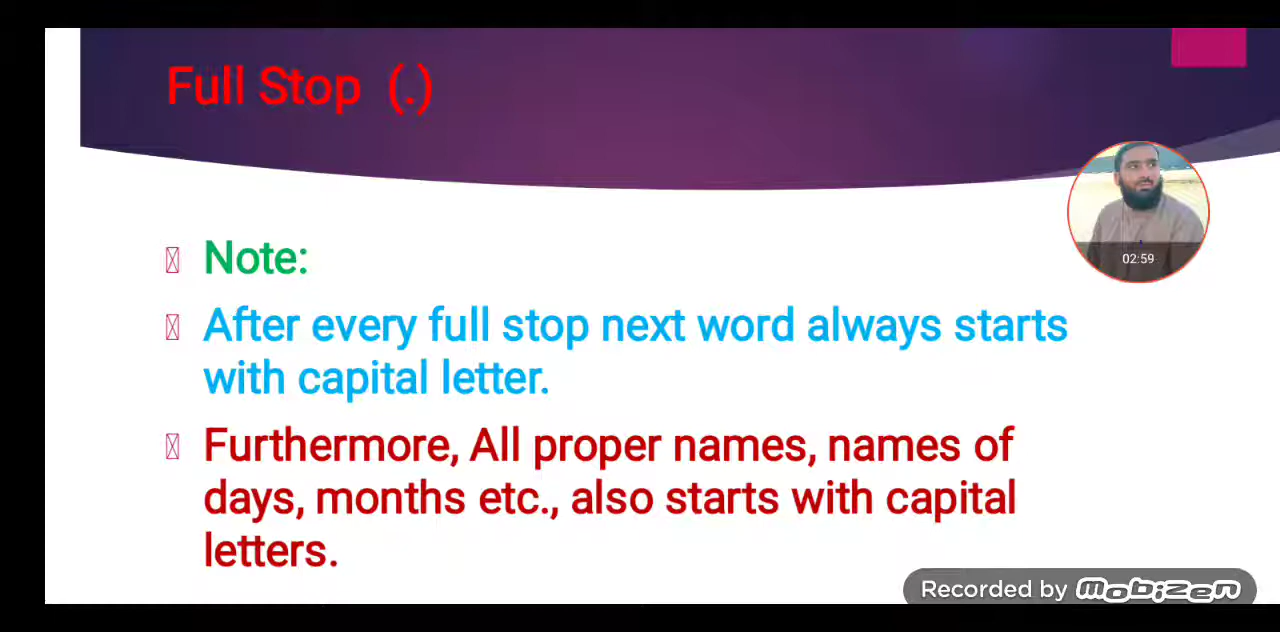 Full Stop (.)
Note:
After every full stop next word always starts
with capital letter.
Furthermore, All proper names, names of
days, months etc., also starts with capital
letters.
02:59
Recorded by Mobizen